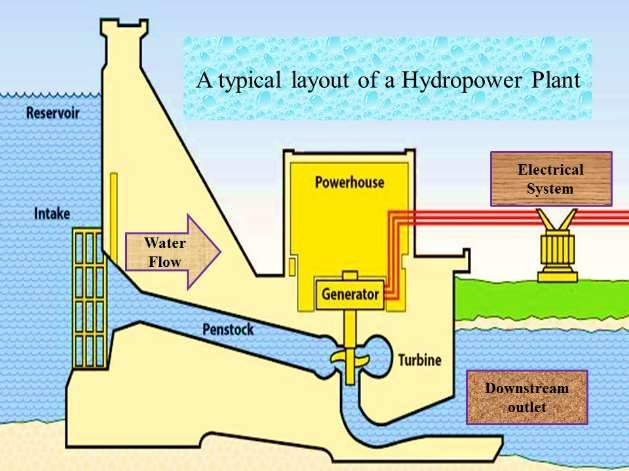 A typical layout of a Hydropower Plant
Reservoir
Powerhouse
Electrical
System
Intake
Water
Flow
Generator
Penstock
Turbine
Downstream
outlet